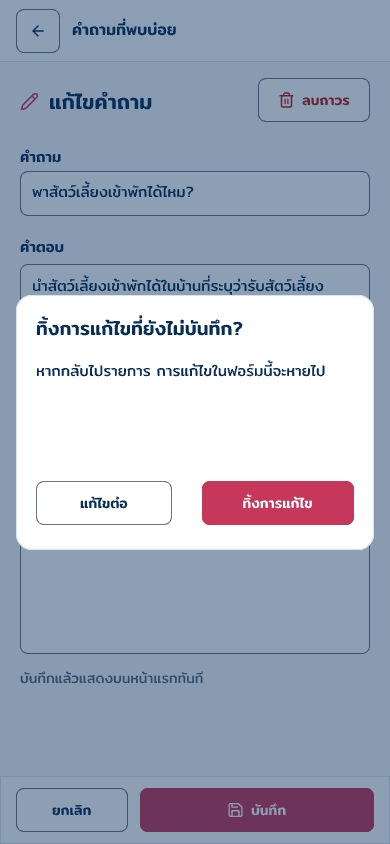 คำถามที่พบบ่อย
แก้ไขคำถาม
ลบถาวร
คำถาม
พาสัตว์เลี้ยงเข้าพักได้ไหม?
คำตอบ
นำสัตว์เลี้ยงเข้าพักได้ในบ้านที่ระบุว่ารับสัตว์เลี้ยง
ทิ้งการแก้ไขที่ยังไม่บันทึก?
หากกลับไปรายการ การแก้ไขในฟอร์มนี้จะหายไป
แก้ไขต่อ
ทิ้งการแก้ไข
บันทึกแล้วแสดงบนหน้าแรกทันที
ยกเลิก
บันทึก